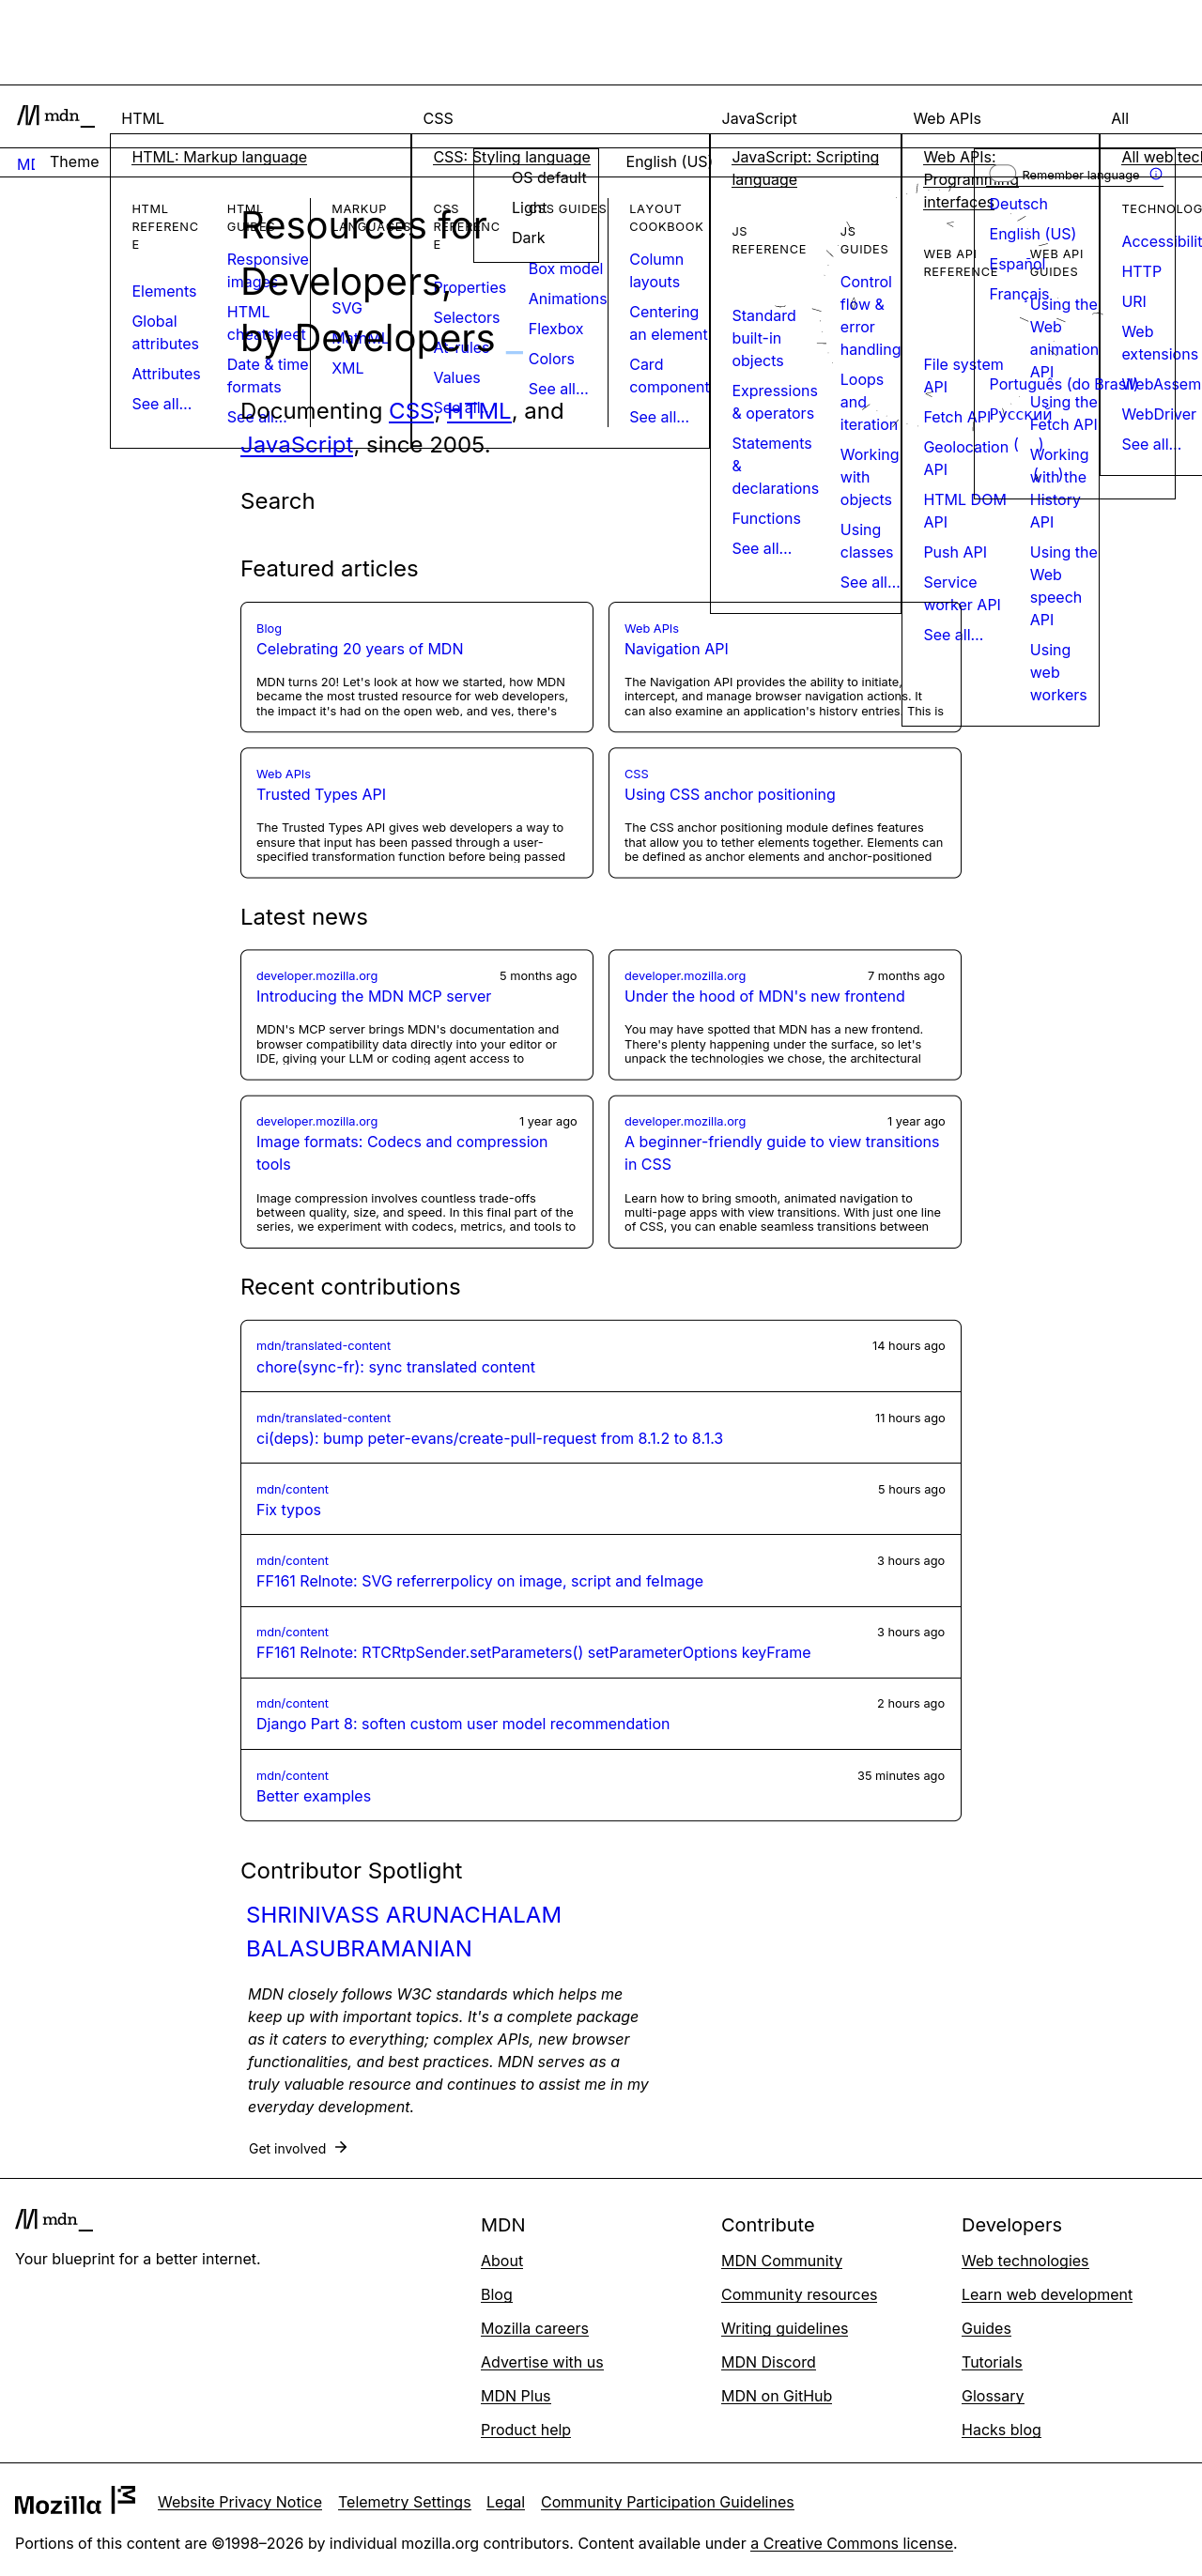 mdn_
HTML
CSS
JavaScript
Web APIs
All
Theme
English (US)
HTML: Markup language
HTML
REFERENC
E
Elements
Global
attributes
Attributes
See all…
HTML
GUIDES
Responsive
images
HTML
cheatsheet
Date & time
formats
See all…
MARKUP
LANGUAGES
SVG
MathML
XML
CSS: Styling language
CSS
REFERENC
E
Properties
Selectors
At-rules
Values
See all…
CSS GUIDES
Box model
Animations
Flexbox
Colors
See all…
LAYOUT
COOKBOOK
Column
layouts
Centering
an element
Card
component
See all…
OS default
Light
Dark
JavaScript: Scripting
language
JS
REFERENCE
Standard
built-in
objects
Expressions
& operators
Statements
&
declarations
Functions
See all…
JS
GUIDES
Control
flow &
error
handling
Loops
and
iteration
Working
with
objects
Using
classes
See all…
Web APIs:
Programming
interfaces
WEB API
REFERENCE
File system
API
Fetch API
Geolocation
API
HTML DOM
API
Push API
Service
worker API
See all…
WEB API
GUIDES
Using the
Web
animation
API
Using the
Fetch API
Working
with the
History
API
Using the
Web
speech
API
Using
web
workers
Remember language
Deutsch
English (US)
Español
Français
Português (do Brasil)
Русский
All web tec
TECHNOLOG
Accessibilit
HTTP
URI
Web
extensions
WebAssem
WebDriver
See all…
Resources for
Developers,
by Developers
Documenting CSS, HTML, and
JavaScript, since 2005.
Search
Featured articles
Blog
Celebrating 20 years of MDN
MDN turns 20! Let's look at how we started, how MDN
became the most trusted resource for web developers,
the impact it's had on the open web, and yes, there's
Web APIs
Navigation API
The Navigation API provides the ability to initiate,
intercept, and manage browser navigation actions. It
can also examine an application's history entries. This is
Web APIs
Trusted Types API
The Trusted Types API gives web developers a way to
ensure that input has been passed through a user-
specified transformation function before being passed
CSS
Using CSS anchor positioning
The CSS anchor positioning module defines features
that allow you to tether elements together. Elements can
be defined as anchor elements and anchor-positioned
Latest news
developer.mozilla.org 5 months ago
Introducing the MDN MCP server
MDN's MCP server brings MDN's documentation and
browser compatibility data directly into your editor or
IDE, giving your LLM or coding agent access to
developer.mozilla.org 7 months ago
Under the hood of MDN's new frontend
You may have spotted that MDN has a new frontend.
There's plenty happening under the surface, so let's
unpack the technologies we chose, the architectural
developer.mozilla.org 1 year ago
Image formats: Codecs and compression
tools
Image compression involves countless trade-offs
between quality, size, and speed. In this final part of the
series, we experiment with codecs, metrics, and tools to
developer.mozilla.org 1 year ago
A beginner-friendly guide to view transitions
in CSS
Learn how to bring smooth, animated navigation to
multi-page apps with view transitions. With just one line
of CSS, you can enable seamless transitions between
Recent contributions
mdn/translated-content 14 hours ago
chore(sync-fr): sync translated content
mdn/translated-content 11 hours ago
ci(deps): bump peter-evans/create-pull-request from 8.1.2 to 8.1.3
mdn/content 5 hours ago
Fix typos
mdn/content 3 hours ago
FF161 Relnote: SVG referrerpolicy on image, script and feImage
mdn/content 3 hours ago
FF161 Relnote: RTCRtpSender.setParameters() setParameterOptions keyFrame
mdn/content 2 hours ago
Django Part 8: soften custom user model recommendation
mdn/content 35 minutes ago
Better examples
Contributor Spotlight
SHRINIVASS ARUNACHALAM
BALASUBRAMANIAN
MDN closely follows W3C standards which helps me
keep up with important topics. It's a complete package
as it caters to everything; complex APIs, new browser
functionalities, and best practices. MDN serves as a
truly valuable resource and continues to assist me in my
everyday development.
Get involved
mdn_
Your blueprint for a better internet.
MDN
About
Blog
Mozilla careers
Advertise with us
MDN Plus
Product help
Contribute
MDN Community
Community resources
Writing guidelines
MDN Discord
MDN on GitHub
Developers
Web technologies
Learn web development
Guides
Tutorials
Glossary
Hacks blog
Mozilla
Website Privacy Notice Telemetry Settings Legal Community Participation Guidelines
Portions of this content are ©1998–2026 by individual mozilla.org contributors. Content available under a Creative Commons license.